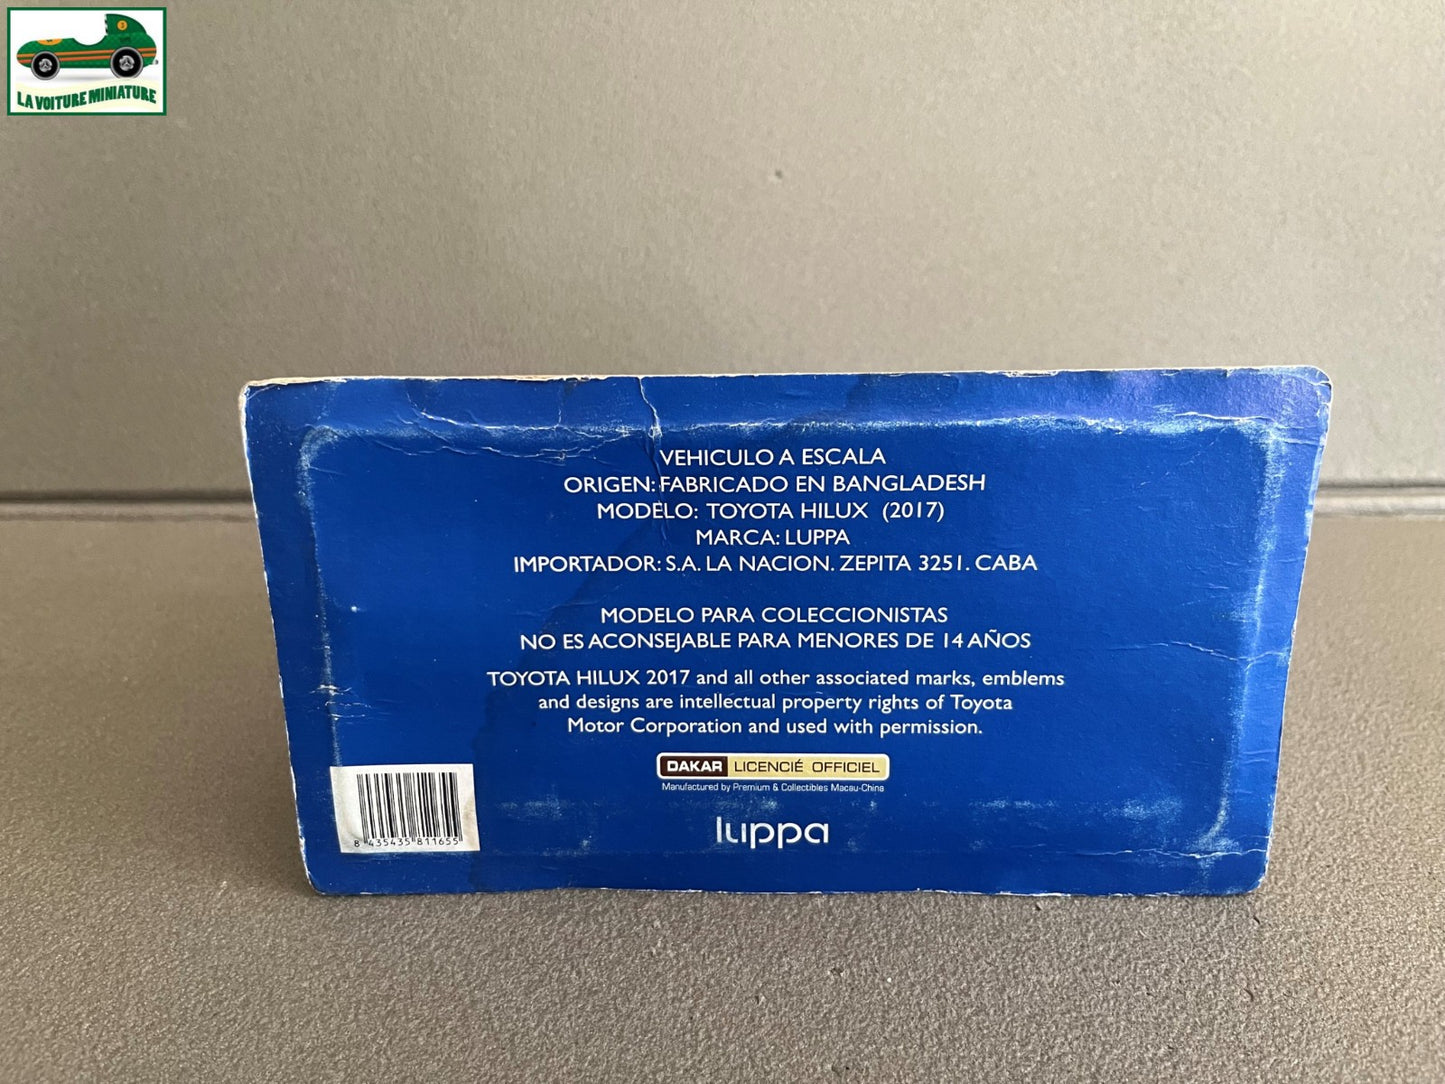 LA VOITURE MINIATURE
VEHICULO A ESCALA
ORIGEN: FABRICADO EN BANGLADESH
MODELO: TOYOTA HILUX (2017)
MARCA: LUPPA
IMPORTADOR: S.A. LA NACION. ZEPITA 3251. CABA
MODELO PARA COLECCIONISTAS
NO ES ACONSEJABLE PARA MENORES DE 14 AÑOS
TOYOTA HILUX 2017 and all other associated marks, emblems
and designs are intellectual property rights of Toyota
Motor Corporation and used with permission.
DAKAR LICENCIÉ OFFICIEL
Manufactured by Premium & Collectibles Macau-China
luppa
8 435435 811655